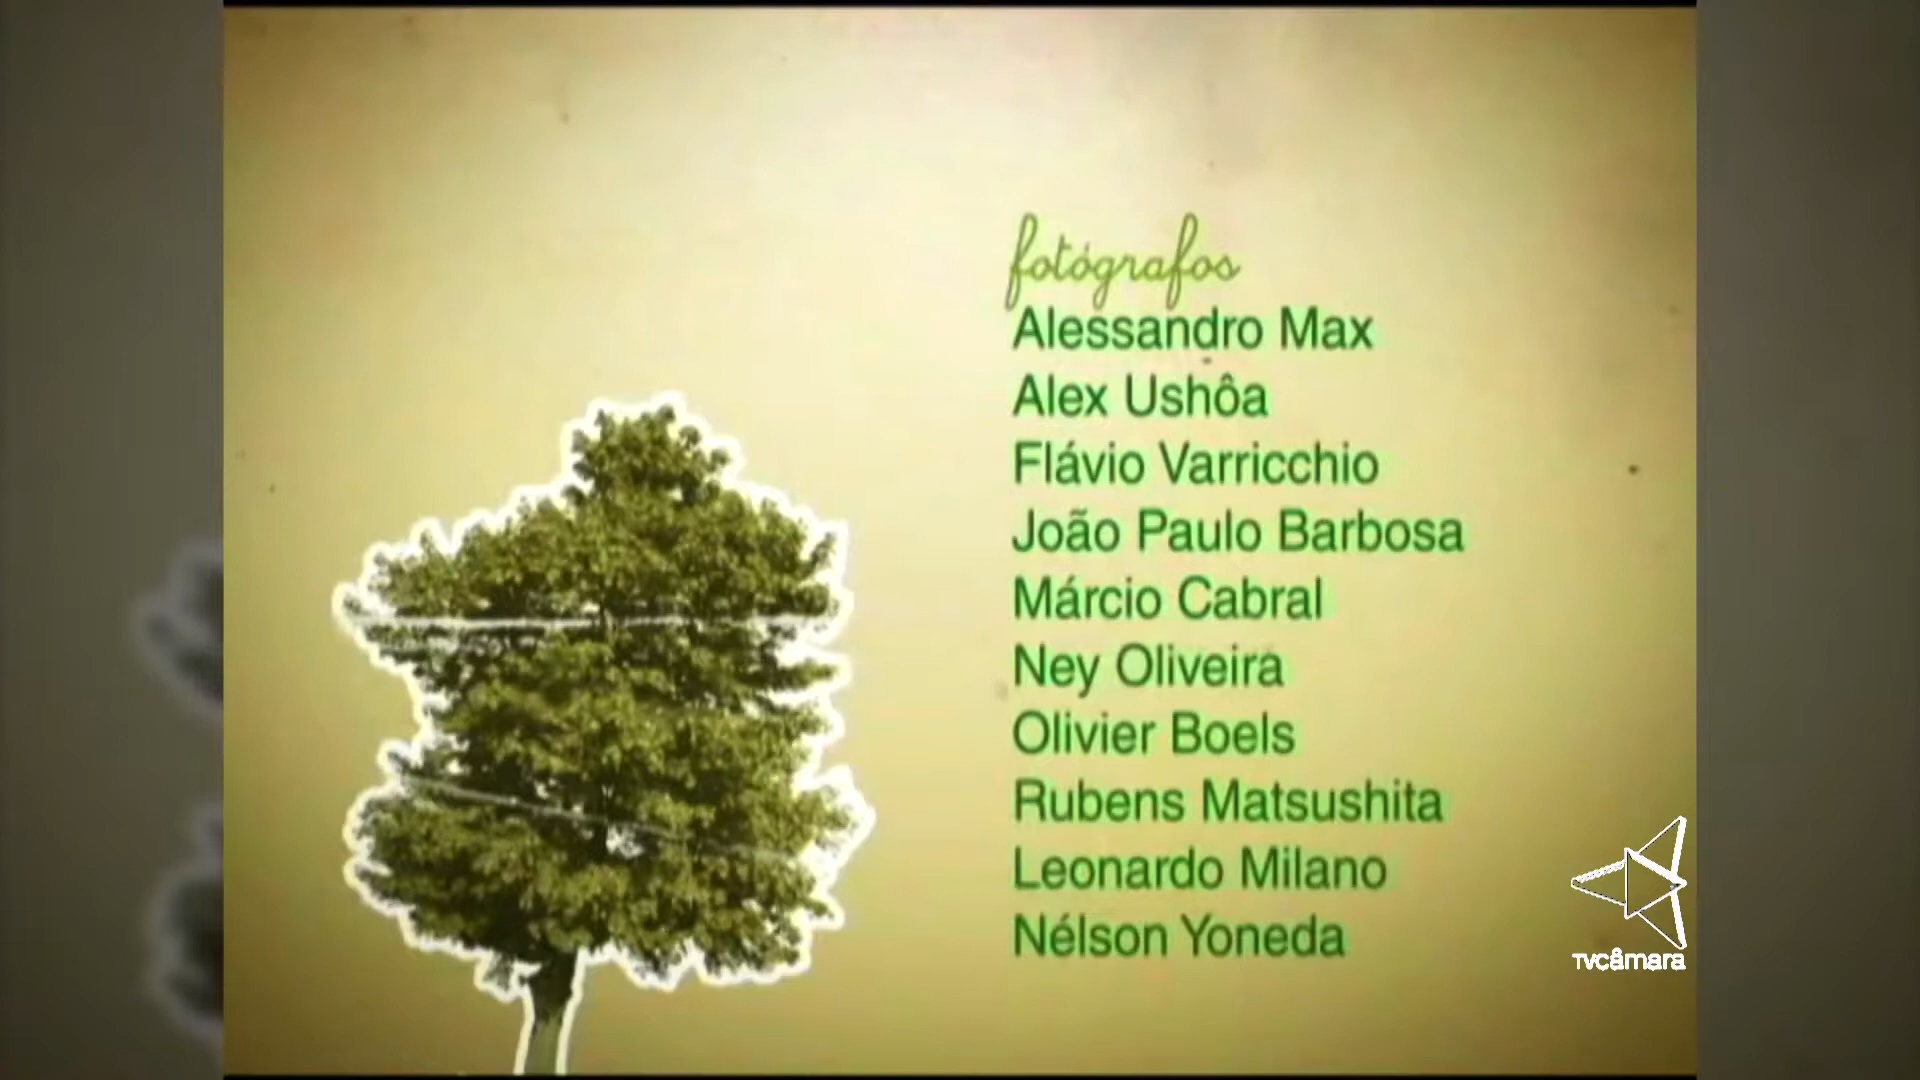 fotógrafos
Alessandro Max
Alex Ushôa
Flávio Varricchio
João Paulo Barbosa
Márcio Cabral
Ney Oliveira
Olivier Boels
Rubens Matsushita
Leonardo Milano
Nélson Yoneda
TVCâmara